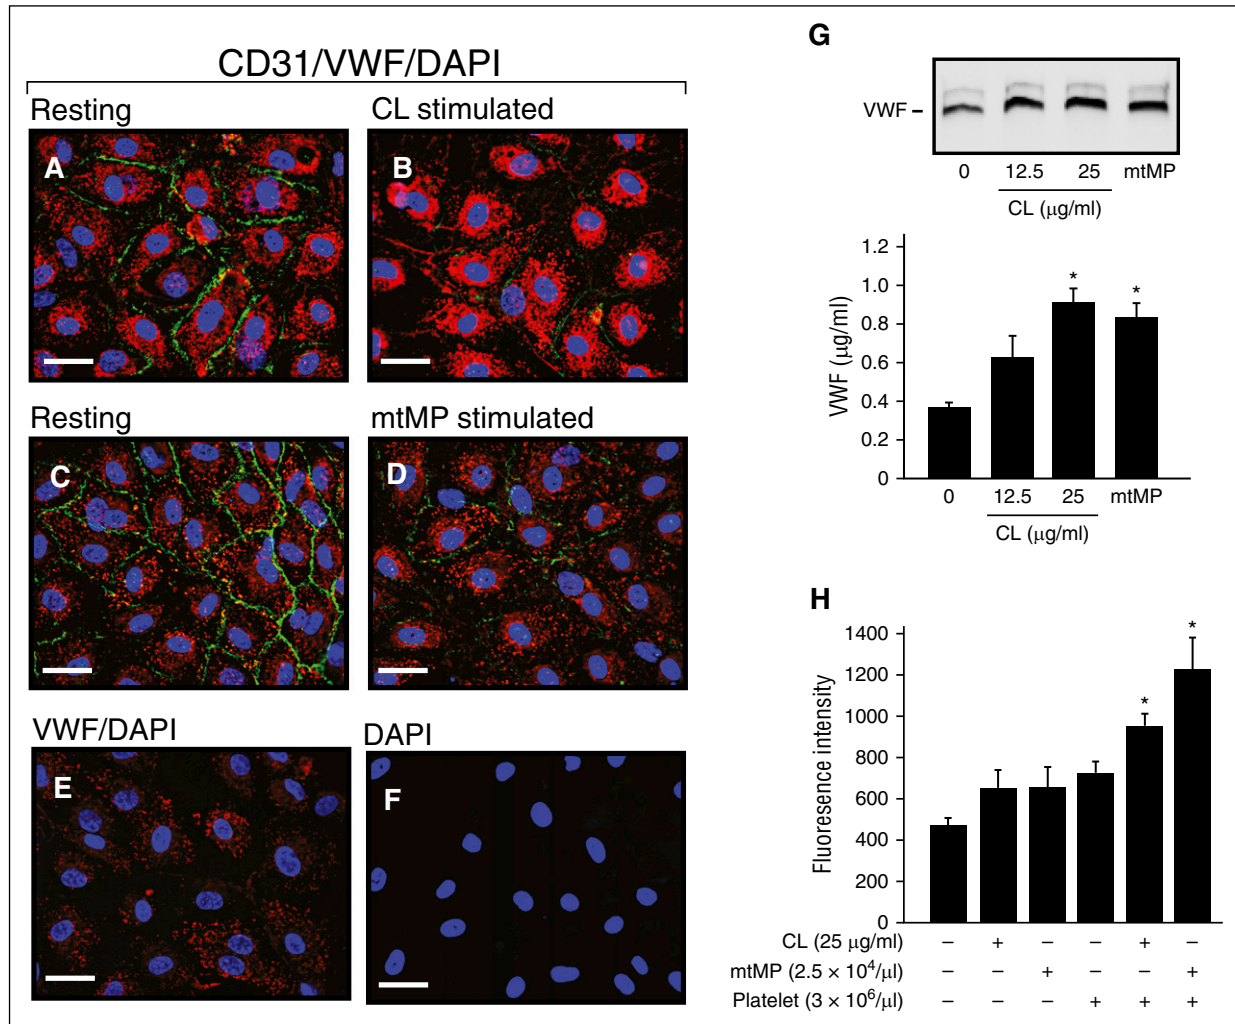 CD31/VWF/DAPI
Resting
CL stimulated
A
B
Resting
mtMP stimulated
C
D
VWF/DAPI
DAPI
E
F
G
VWF –
0 12.5 25 mtMP
CL (μg/ml)
VWF (μg/ml)
1.2
1.0
0.8
0.6
0.4
0.2
0
* *
0 12.5 25 mtMP
CL (μg/ml)
H
Fluoresence intensity
1400
1200
1000
800
600
400
200
0
* *
CL (25 μg/ml) – + – – + –
mtMP (2.5 × 10⁴/μl) – – + – – +
Platelet (3 × 10⁶/μl) – – – + + +